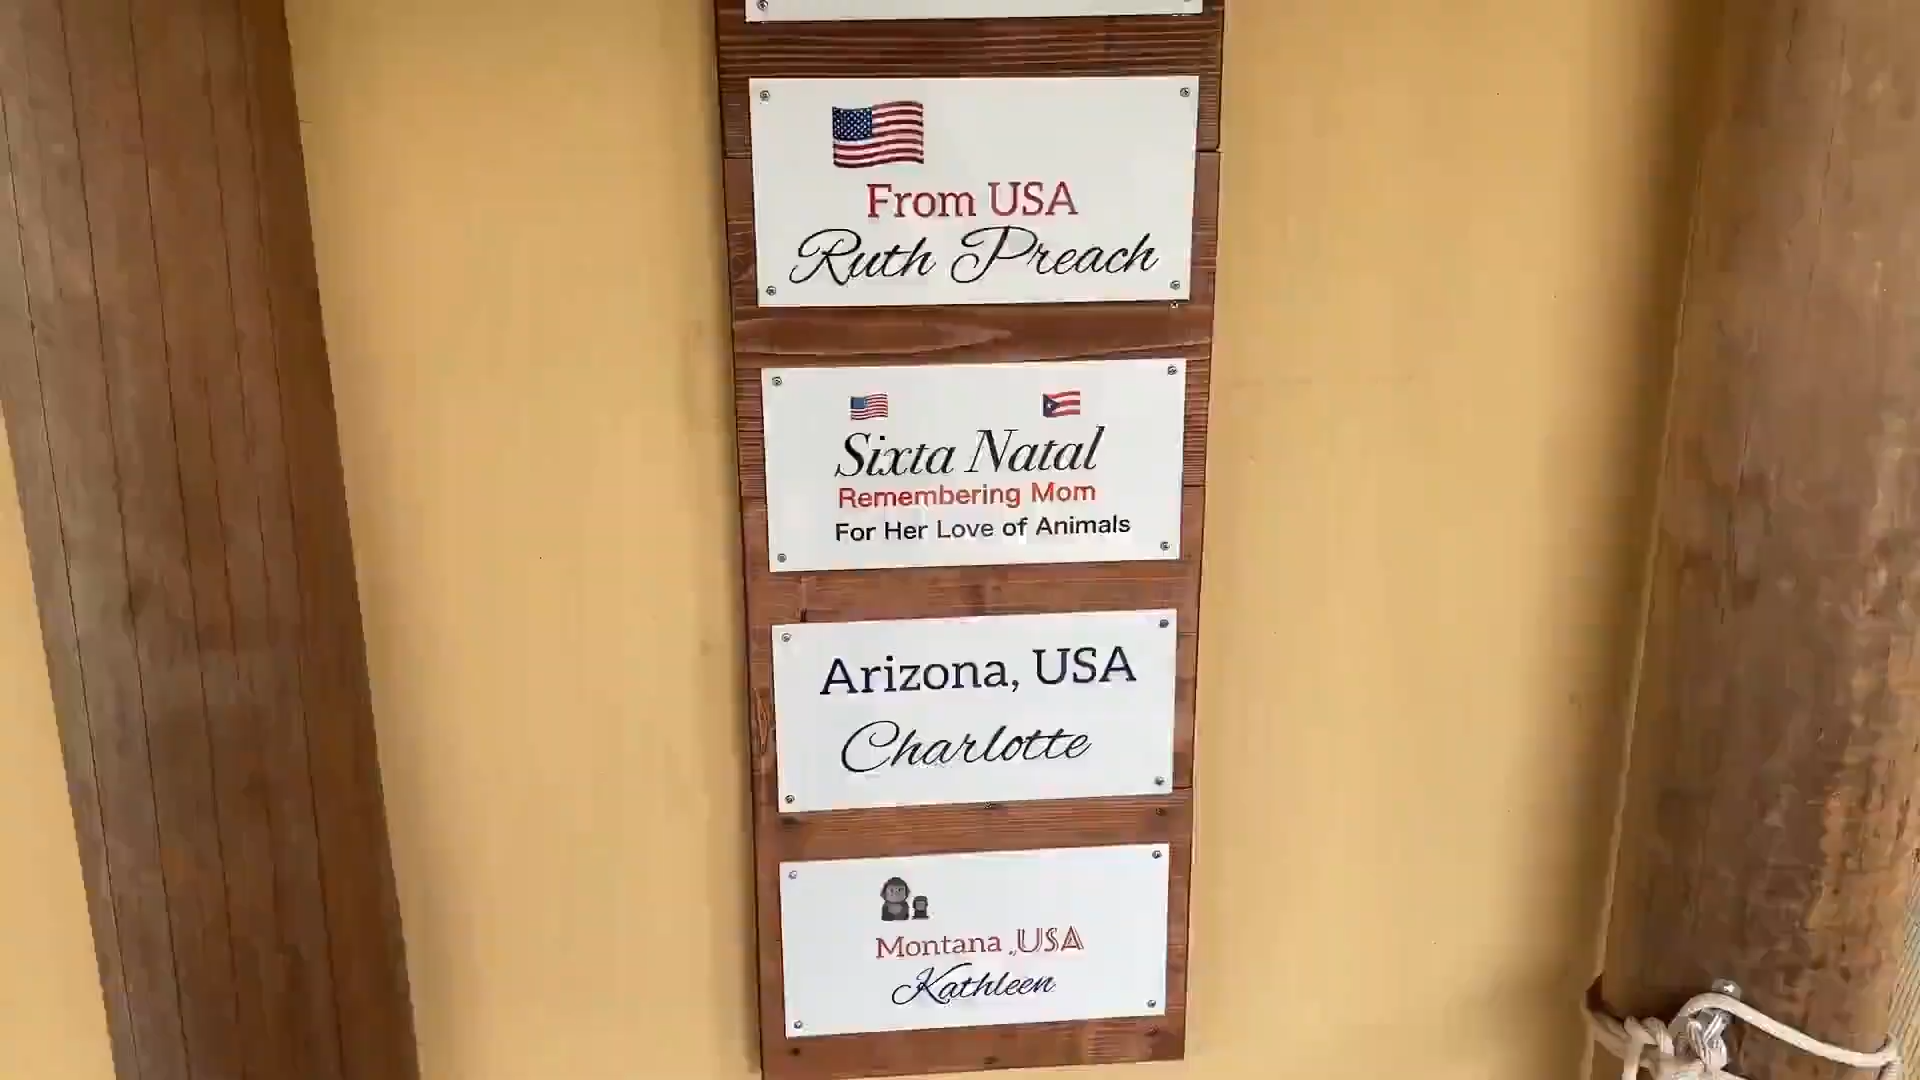 From USA
Ruth Preach
Sixta Natal
Remembering Mom
For Her Love of Animals
Arizona, USA
Charlotte
Montana ,USA
Kathleen